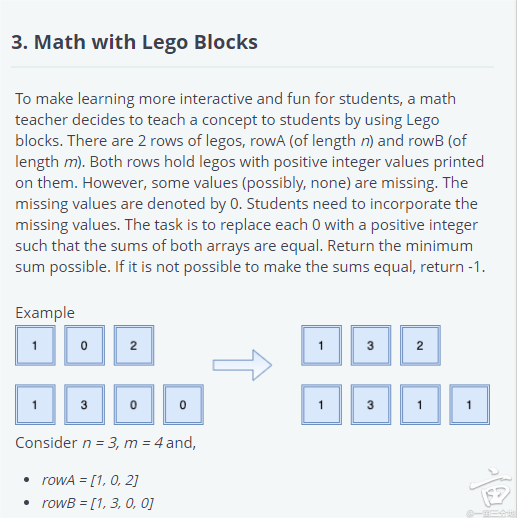 3. Math with Lego Blocks
To make learning more interactive and fun for students, a math
teacher decides to teach a concept to students by using Lego
blocks. There are 2 rows of legos, rowA (of length n) and rowB (of
length m). Both rows hold legos with positive integer values printed
on them. However, some values (possibly, none) are missing. The
missing values are denoted by 0. Students need to incorporate the
missing values. The task is to replace each 0 with a positive integer
such that the sums of both arrays are equal. Return the minimum
sum possible. If it is not possible to make the sums equal, return -1.
Example
1 0 2 1 3 2
1 3 0 0 1 3 1 1
Consider n = 3, m = 4 and,
• rowA = [1, 0, 2]
• rowB = [1, 3, 0, 0]